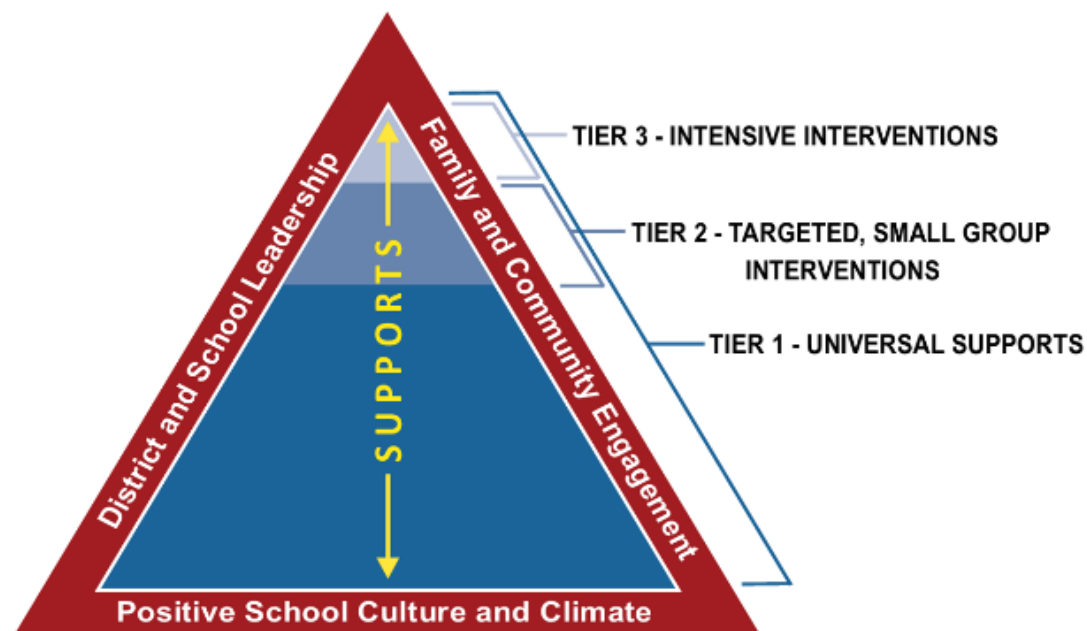 District and School Leadership
Family and Community Engagement
SUPPORTS
Positive School Culture and Climate
TIER 3 - INTENSIVE INTERVENTIONS
TIER 2 - TARGETED, SMALL GROUP
INTERVENTIONS
TIER 1 - UNIVERSAL SUPPORTS